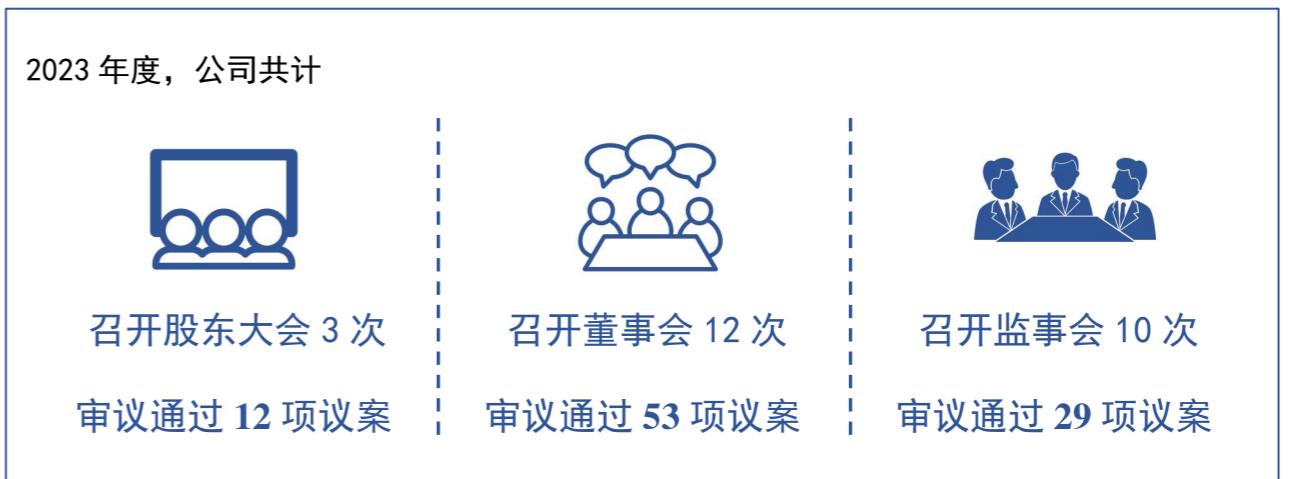 2023 年度，公司共计
召开股东大会 3 次
审议通过 12 项议案
召开董事会 12 次
审议通过 53 项议案
召开监事会 10 次
审议通过 29 项议案